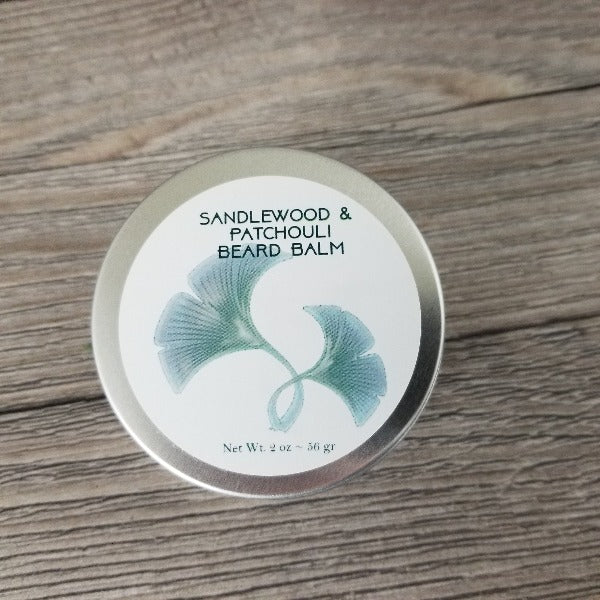 SANDLEWOOD &
PATCHOULI
BEARD BALM
Net Wt. 2 oz ~ 56 gr